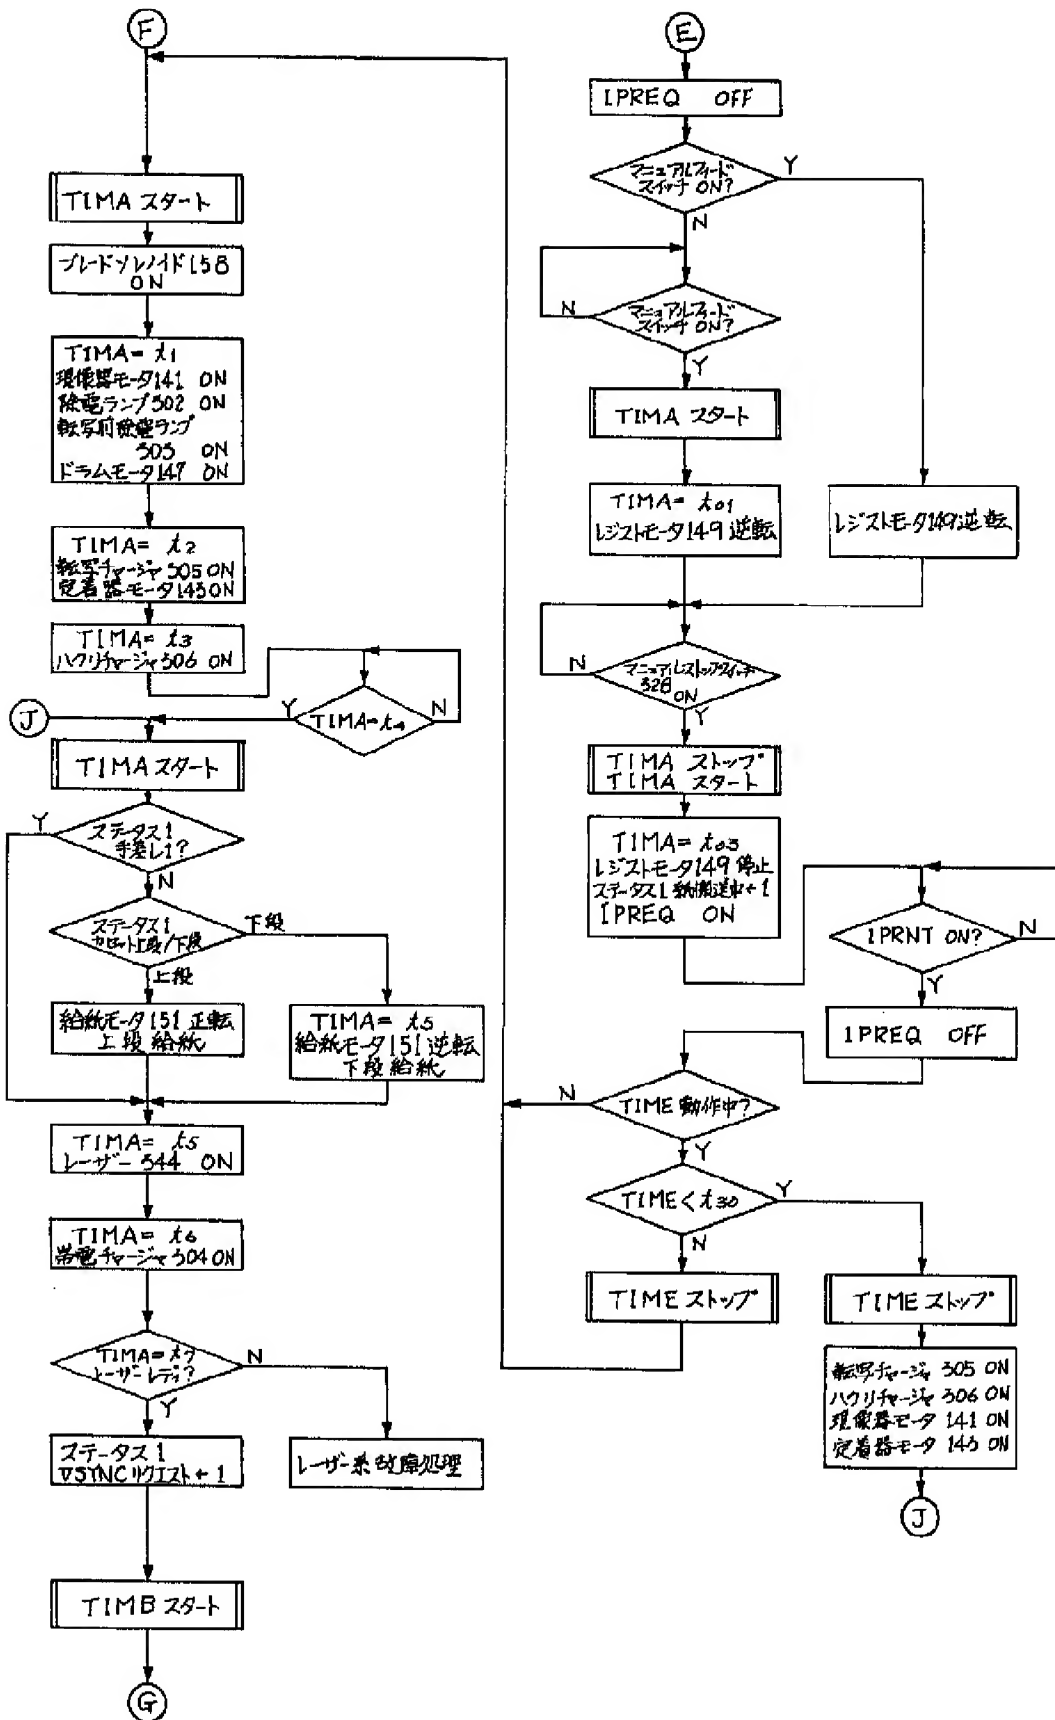 F
TIMA スタート
ブレードソレノイド158
ON
TIMA= t1
現像器モータ141 ON
除電ランプ302 ON
転写前除電ランプ
303 ON
ドラムモータ147 ON
TIMA= t2
転写チャージャ305 ON
定着器モータ143 ON
TIMA= t3
ハクリチャージャ306 ON
TIMA=t4
Y
N
J
TIMAスタート
Y
ステータス1
手差し1?
N
ステータス1
カセット上段/下段
下段
上段
給紙モータ151 正転
上段給紙
TIMA= t5
給紙モータ151 逆転
下段給紙
TIMA= t5
レーザー344 ON
TIMA= t6
帯電チャージャ304 ON
TIMA=t7
レーザーレディ?
N
Y
ステータス1
VSYNCリクエスト←1
レーザー系故障処理
TIMB スタート
G
E
IPREQ OFF
マニュアルフィード
スイッチ ON?
Y
N
マニュアルフィード
スイッチ ON?
N
Y
TIMA スタート
TIMA= t01
レジストモータ149 逆転
レジストモータ149逆転
マニュアルストップスイッチ
328
ON
N
Y
TIMA ストップ
TIMA スタート
TIMA= t03
レジストモータ149 停止
ステータス1 紙搬送中←1
IPREQ ON
IPRNT ON?
N
Y
IPREQ OFF
TIME 動作中?
N
Y
TIME<t30
Y
N
TIMEストップ
TIMEストップ
転写チャージャ 305 ON
ハクリチャージャ 306 ON
現像器モータ 141 ON
定着器モータ 143 ON
J